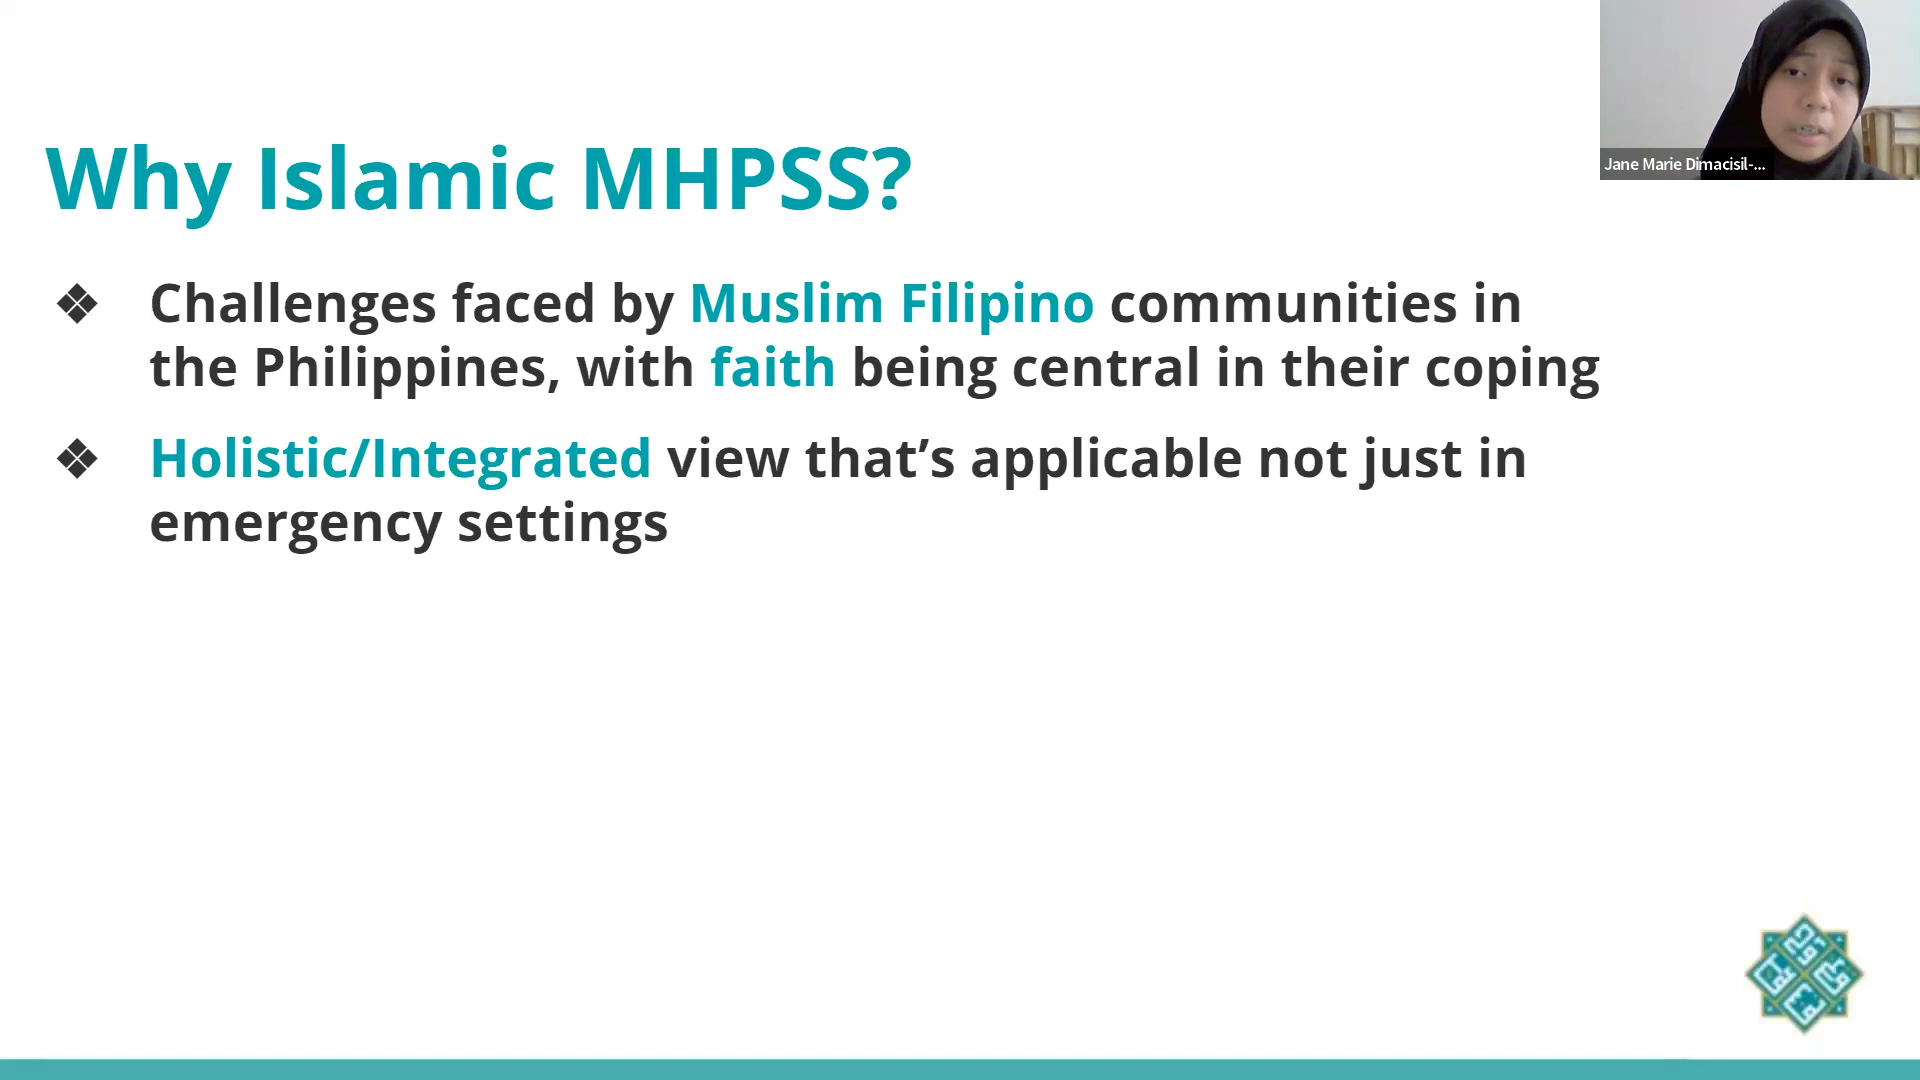 Why Islamic MHPSS?
❖ Challenges faced by Muslim Filipino communities in
the Philippines, with faith being central in their coping
❖ Holistic/Integrated view that’s applicable not just in
emergency settings
Jane Marie Dimacisil-...